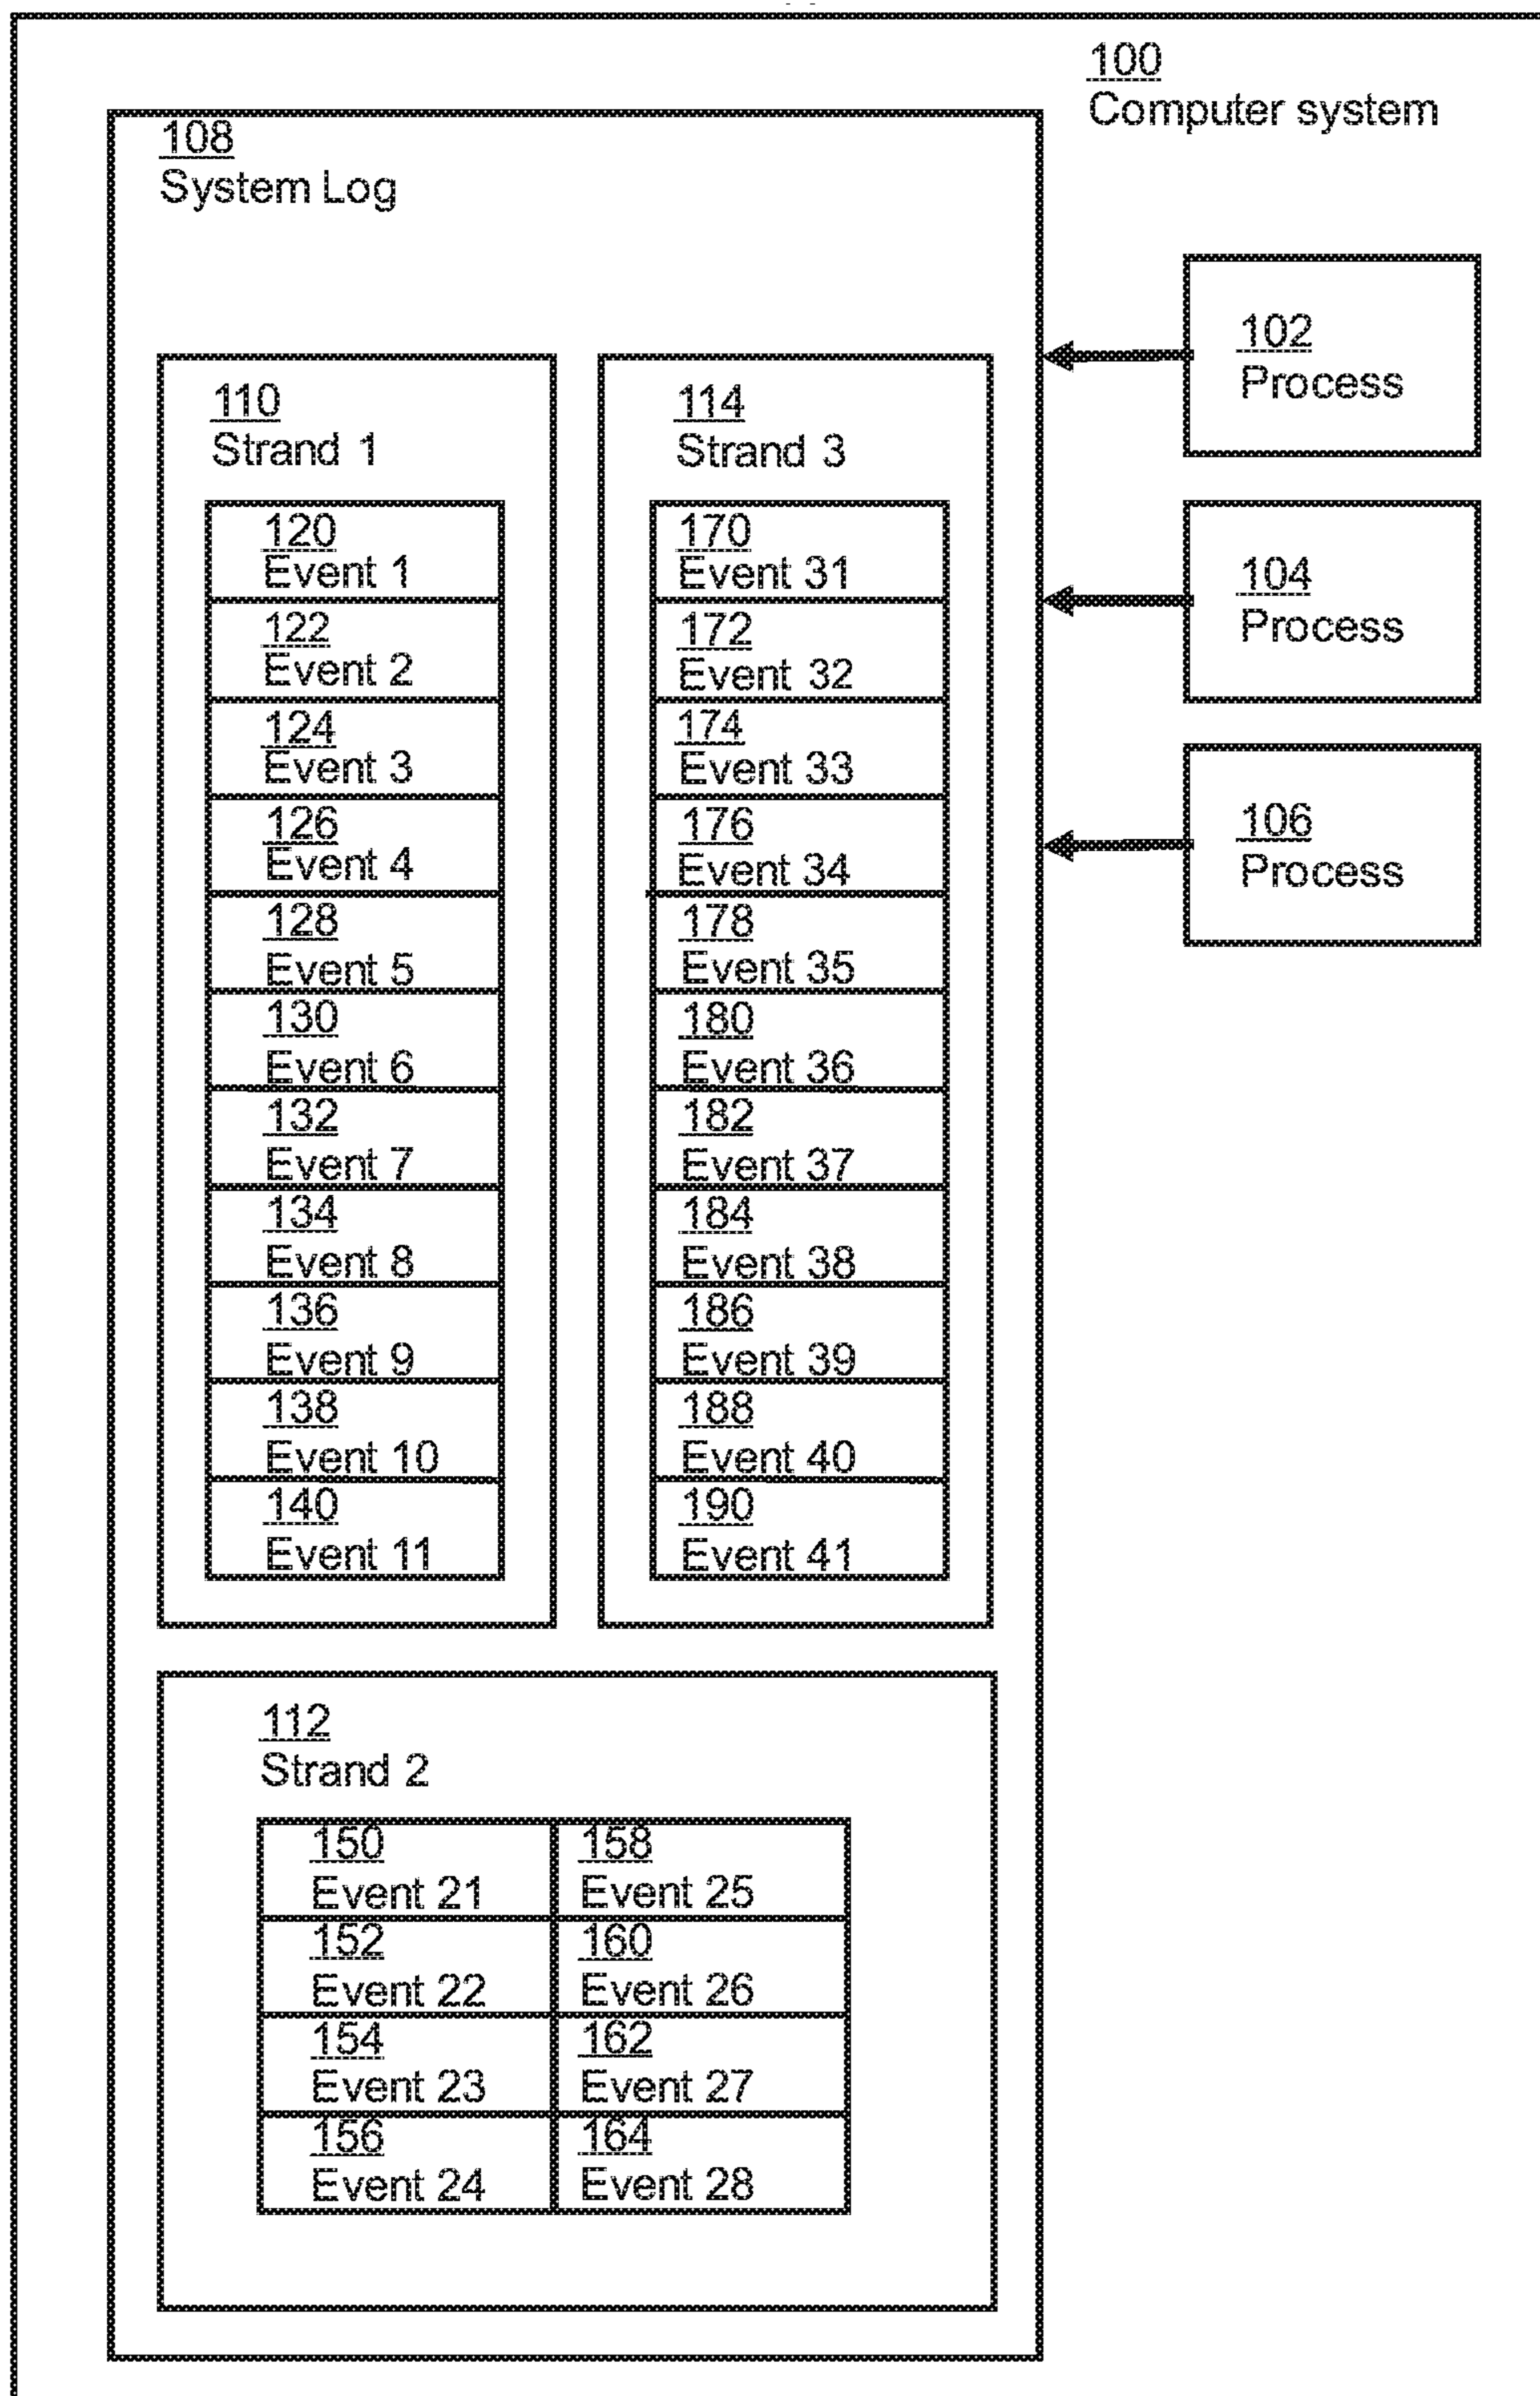 100
Computer system
108
System Log
102
Process
104
Process
106
Process
110
Strand 1
120
Event 1
122
Event 2
124
Event 3
126
Event 4
128
Event 5
130
Event 6
132
Event 7
134
Event 8
136
Event 9
138
Event 10
140
Event 11
114
Strand 3
170
Event 31
172
Event 32
174
Event 33
176
Event 34
178
Event 35
180
Event 36
182
Event 37
184
Event 38
186
Event 39
188
Event 40
190
Event 41
112
Strand 2
150
Event 21
152
Event 22
154
Event 23
156
Event 24
158
Event 25
160
Event 26
162
Event 27
164
Event 28